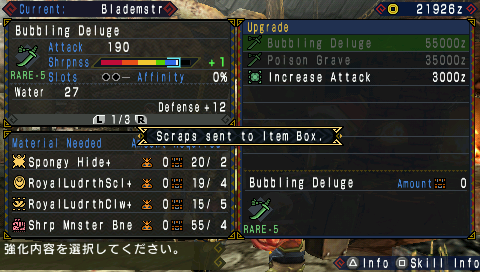 Current: Blademstr
21926z
Bubbling Deluge
Attack 190
Shrpnss +1
RARE-5 Slots ○○— Affinity 0%
Water 27
Defense+12
L 1/3 R
Upgrade
Bubbling Deluge 55000z
Poison Grave 35000z
Increase Attack 3000z
Scraps sent to Item Box.
Material Needed
Spongy Hide+ 0 20/ 2
RoyalLudrthScl+ 0 19/ 4
RoyalLudrthClw+ 0 15/ 5
Shrp Mnster Bne 0 55/ 4
Bubbling Deluge Amount 0
RARE-5
強化内容を選択してください。
△ Info □ Skill Info